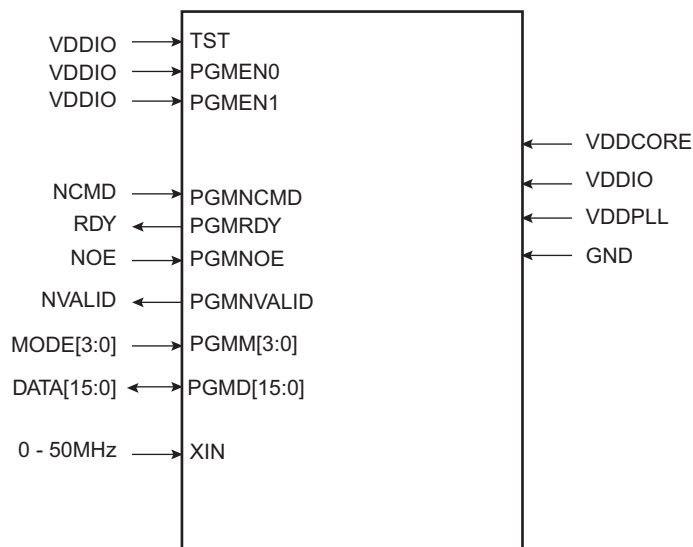 VDDIO TST
VDDIO PGMEN0
VDDIO PGMEN1
VDDCORE
VDDIO
NCMD PGMNCMD
VDDPLL
RDY PGMRDY
GND
NOE PGMNOE
NVALID PGMNVALID
MODE[3:0] PGMM[3:0]
DATA[15:0] PGMD[15:0]
0 - 50MHz XIN